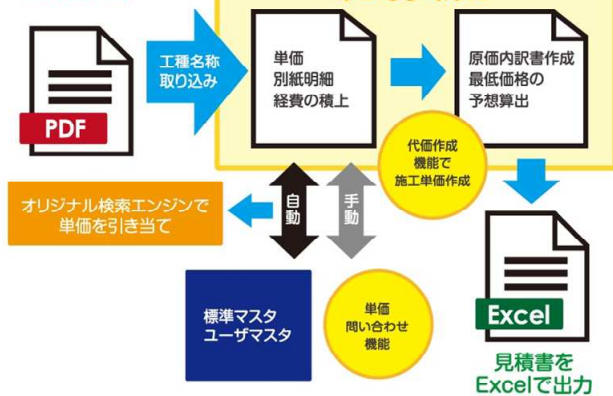 工種名称
取り込み
PDF
単価
別紙明細
経費の積上
原価内訳書作成
最低価格の
予想算出
代価作成
機能で
施工単価作成
オリジナル検索エンジンで
単価を引き当て
自動
手動
標準マスタ
ユーザマスタ
単価
問い合わせ
機能
Excel
見積書を
Excelで出力